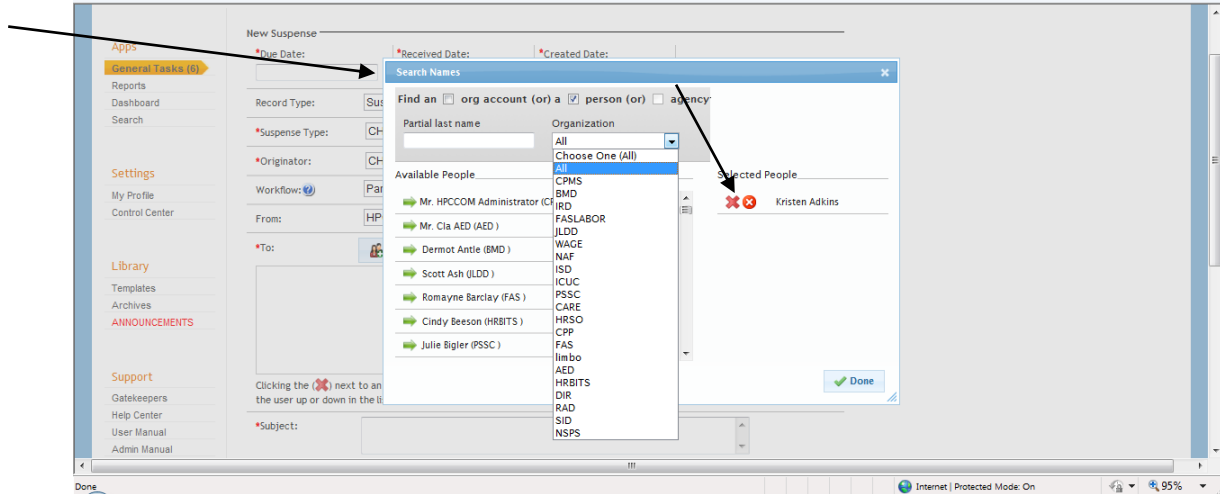 New Suspense
Apps
*Due Date: *Received Date: *Created Date:
General Tasks (6)
Reports
Dashboard
Search
Record Type: Sus
*Suspense Type: CH
*Originator: CH
Workflow: Par
From: HP
*To:
Settings
My Profile
Control Center
Library
Templates
Archives
ANNOUNCEMENTS
Support
Gatekeepers
Help Center
User Manual
Admin Manual
Clicking the ( ) next to an
the user up or down in the li
*Subject:
Search Names
Find an org account (or) a person (or) agency
Partial last name Organization
All
Choose One (All)
All
CPMS
BMD
IRD
FASLABOR
JLDD
WAGE
NAF
ISD
ICUC
PSSC
CARE
HRSO
CPP
FAS
limbo
AED
HRBITS
DIR
RAD
SID
NSPS
Available People
Mr. HPCCOM Administrator (CP
Mr. Cla AED (AED )
Dermot Antle (BMD )
Scott Ash (JLDD )
Romayne Barclay (FAS )
Cindy Beeson (HRBITS )
Julie Bigler (PSSC )
Selected People
Kristen Adkins
Done
Done Internet | Protected Mode: On 95%